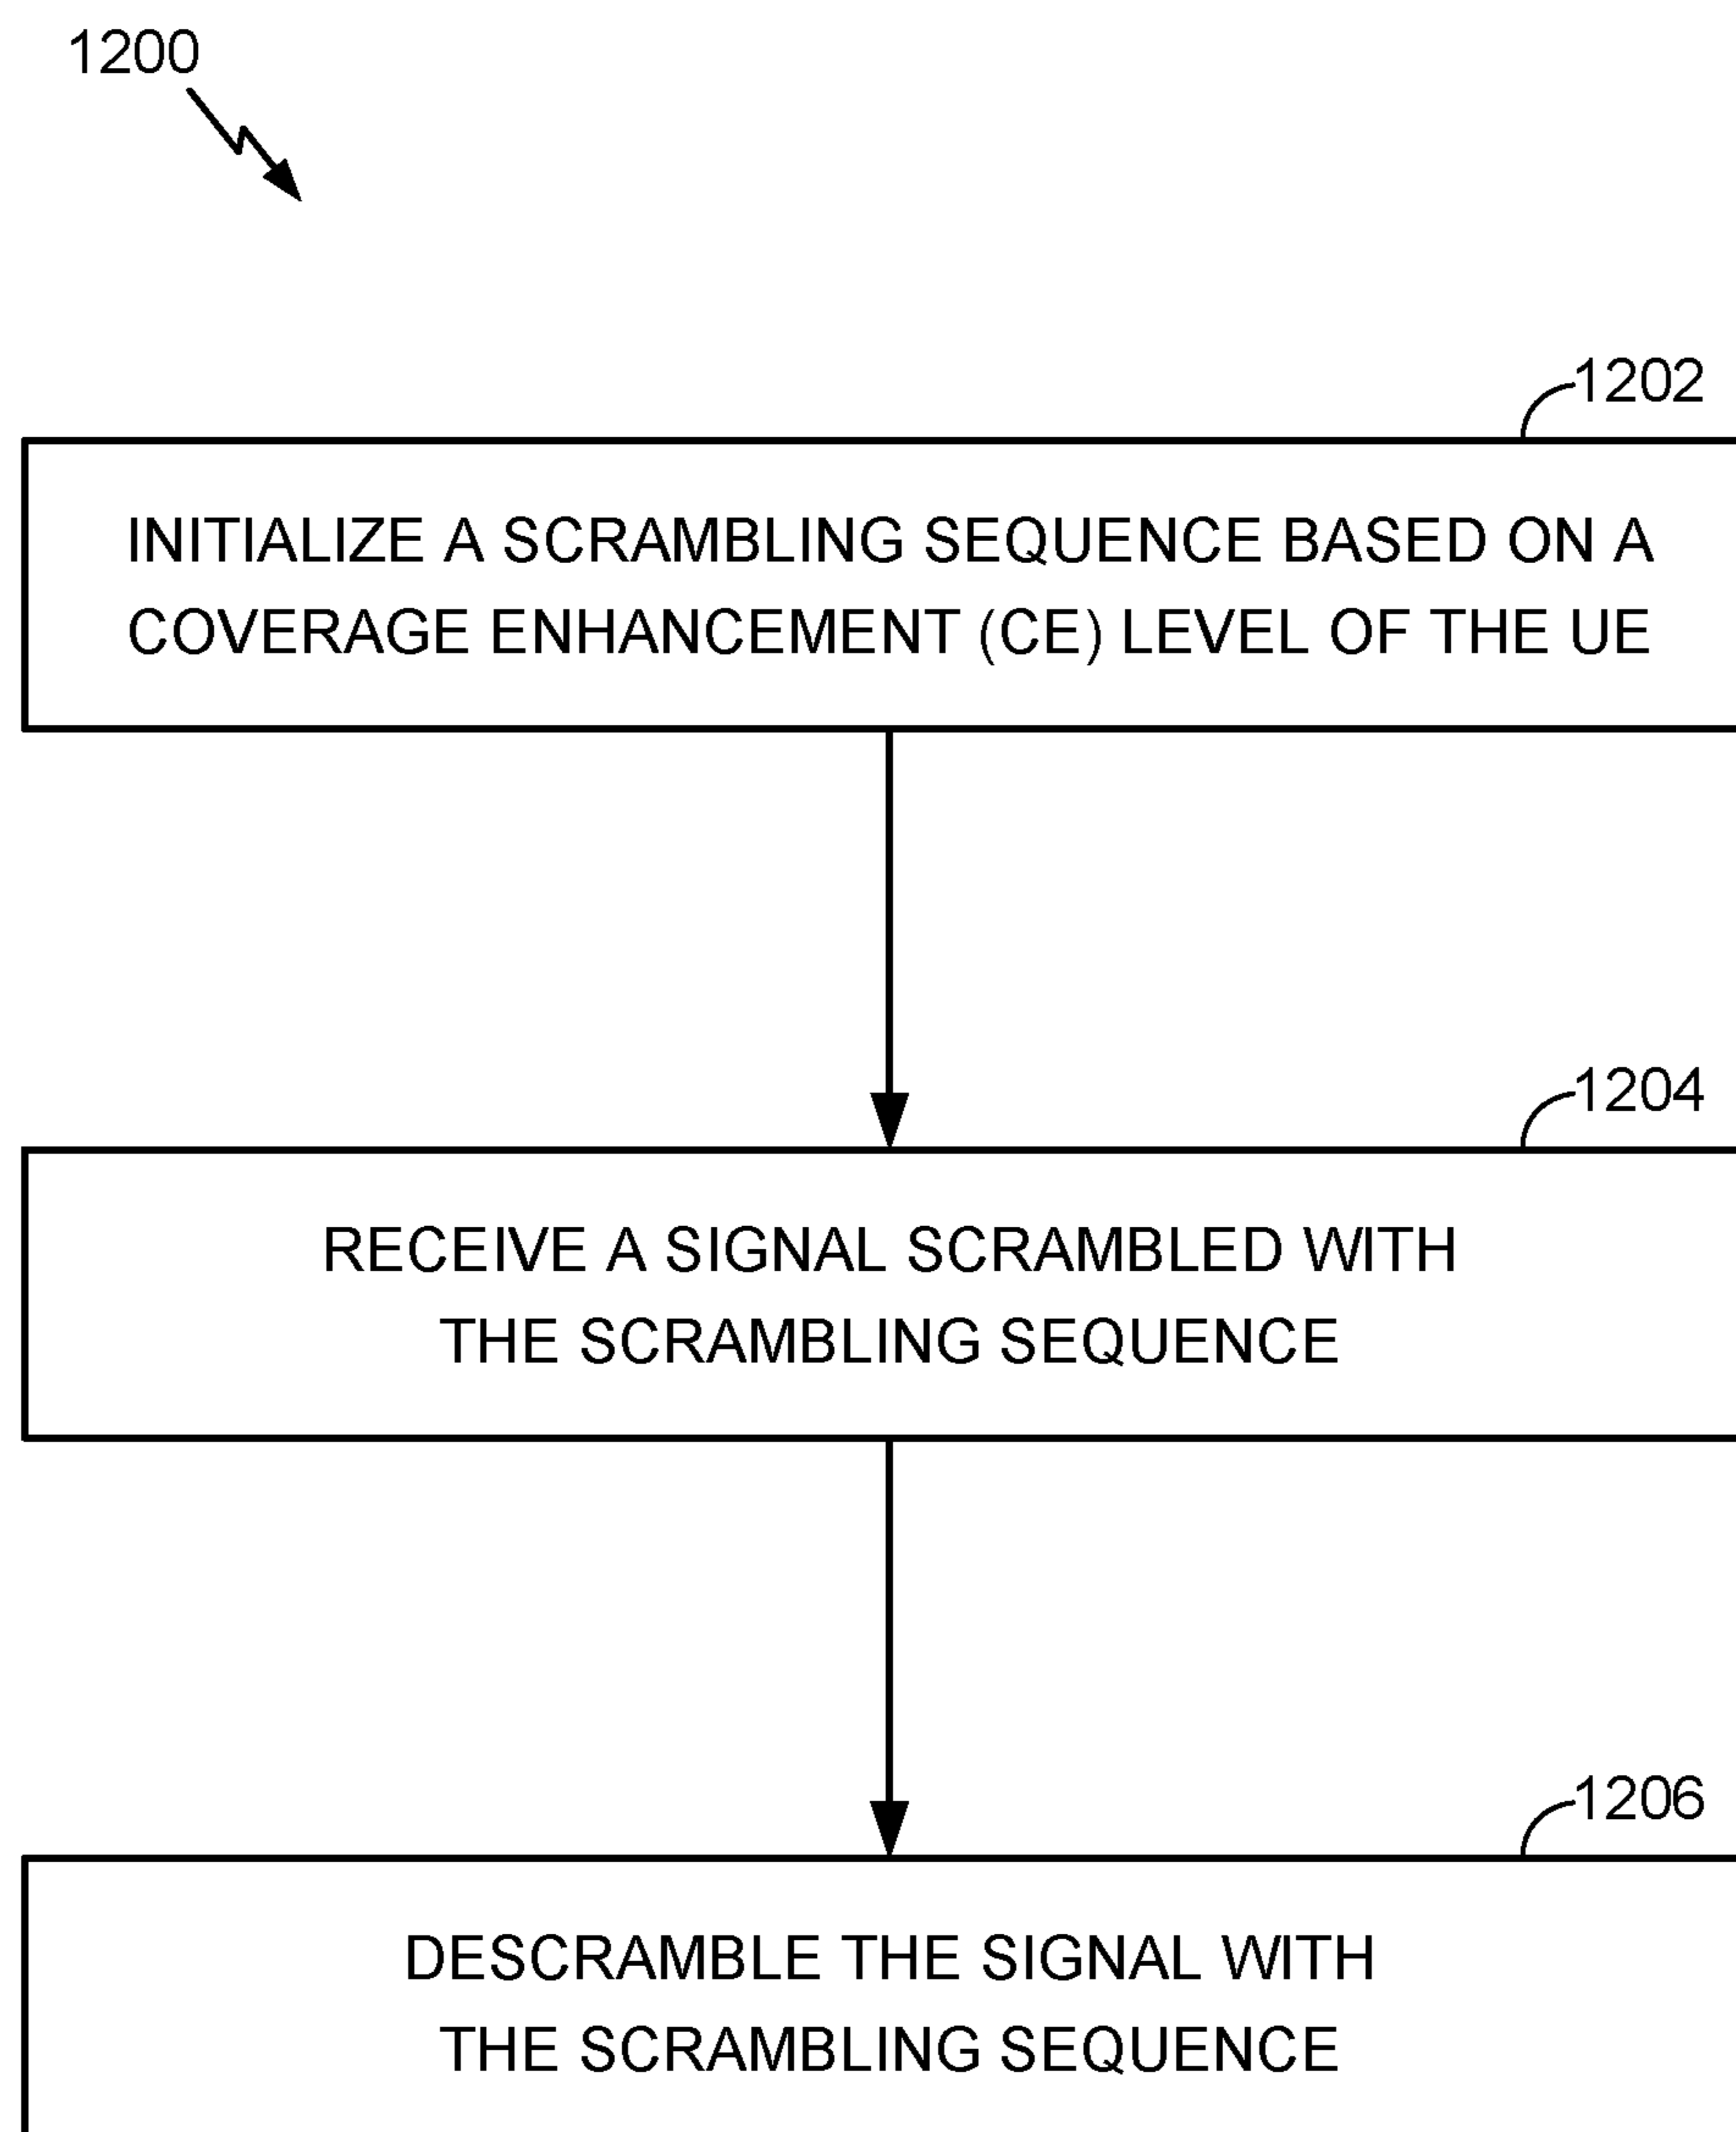 1200
1202
INITIALIZE A SCRAMBLING SEQUENCE BASED ON A
COVERAGE ENHANCEMENT (CE) LEVEL OF THE UE
1204
RECEIVE A SIGNAL SCRAMBLED WITH
THE SCRAMBLING SEQUENCE
1206
DESCRAMBLE THE SIGNAL WITH
THE SCRAMBLING SEQUENCE